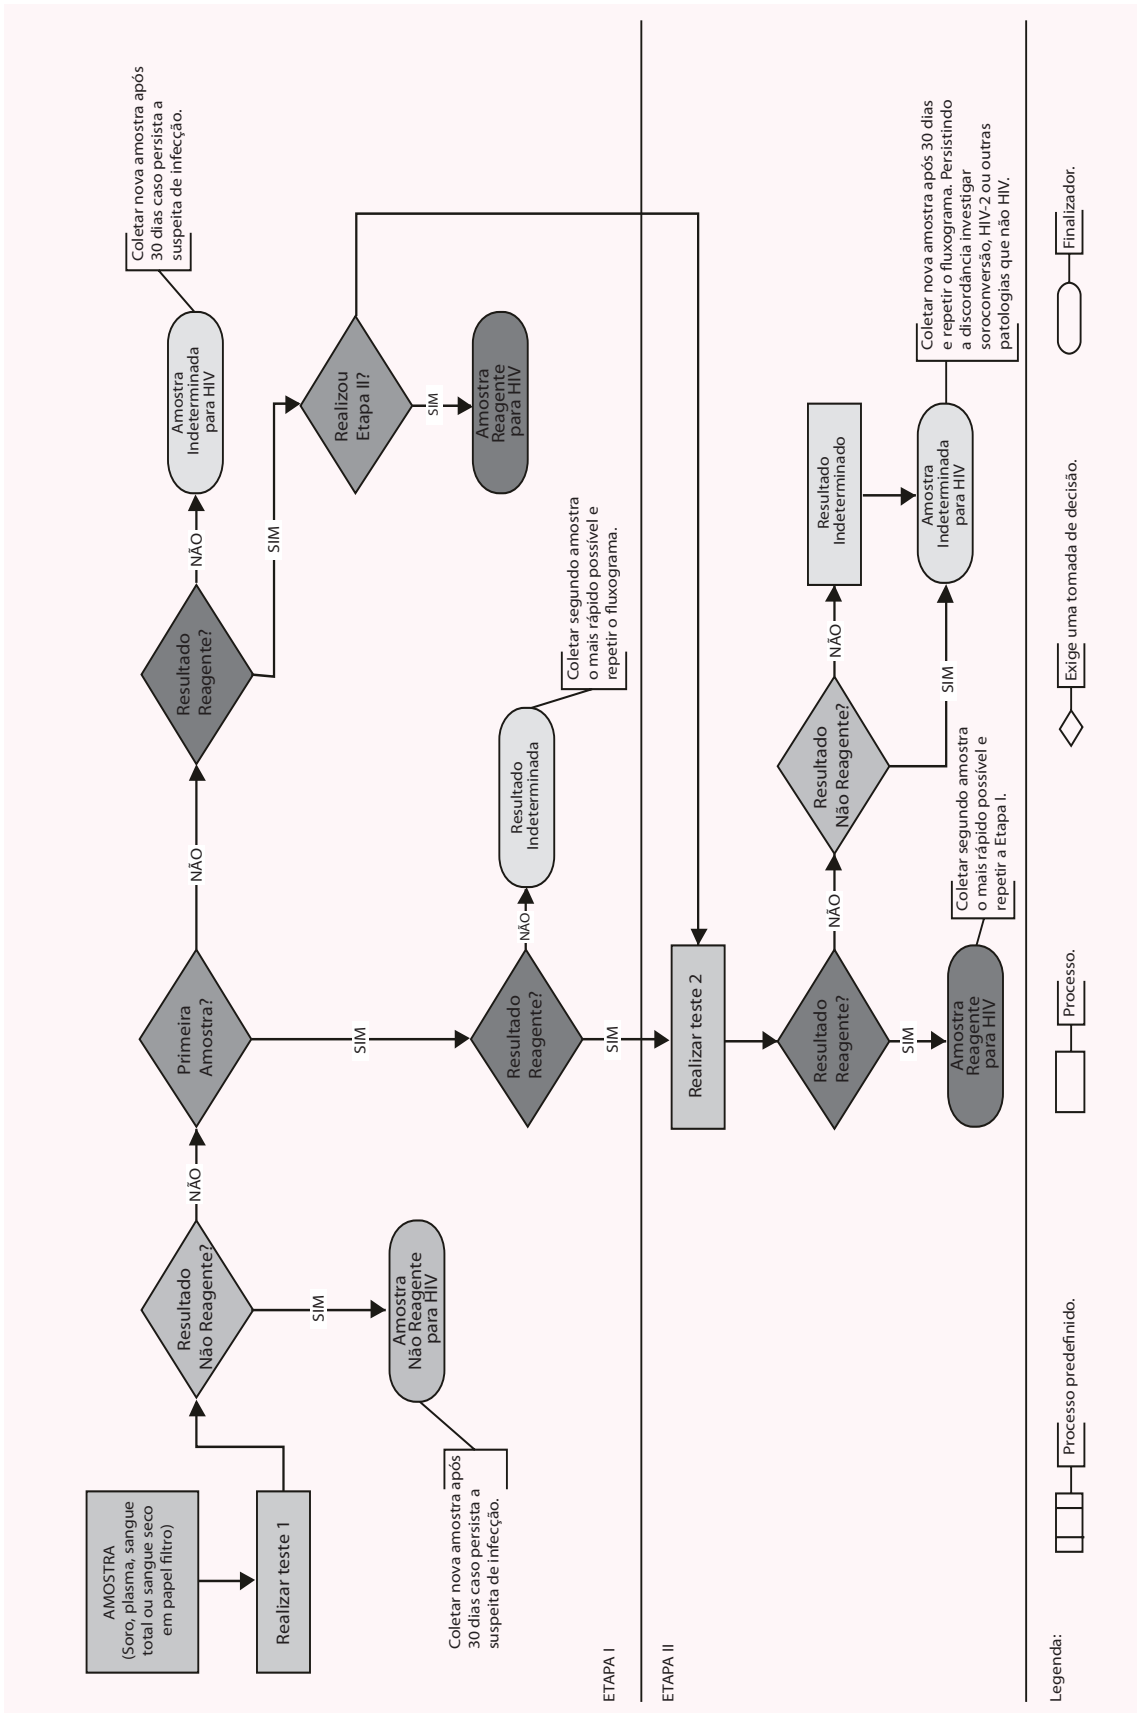 AMOSTRA
(Soro, plasma, sangue
total ou sangue seco
em papel filtro)
Realizar teste 1
Resultado
Não Reagente?
NÃO
SIM
Amostra
Não Reagente
para HIV
Coletar nova amostra após
30 dias caso persista a
suspeita de infecção.
Primeira
Amostra?
NÃO
SIM
Resultado
Reagente?
NÃO
SIM
Amostra
Indeterminada
para HIV
Coletar nova amostra após
30 dias caso persista a
suspeita de infecção.
Realizou
Etapa II?
SIM
Amostra
Reagente
para HIV
Resultado
Reagente?
NÃO
SIM
Resultado
Indeterminada
Coletar segundo amostra
o mais rápido possível e
repetir o fluxograma.
ETAPA I
ETAPA II
Realizar teste 2
Resultado
Reagente?
NÃO
SIM
Amostra
Reagente
para HIV
Coletar segundo amostra
o mais rápido possível e
repetir a Etapa I.
Resultado
Não Reagente?
NÃO
SIM
Resultado
Indeterminado
Amostra
Indeterminada
para HIV
Coletar nova amostra após 30 dias
e repetir o fluxograma. Persistindo
a discordância investigar
soroconversão, HIV-2 ou outras
patologias que não HIV.
Legenda:
Processo predefinido.
Processo.
Exige uma tomada de decisão.
Finalizador.